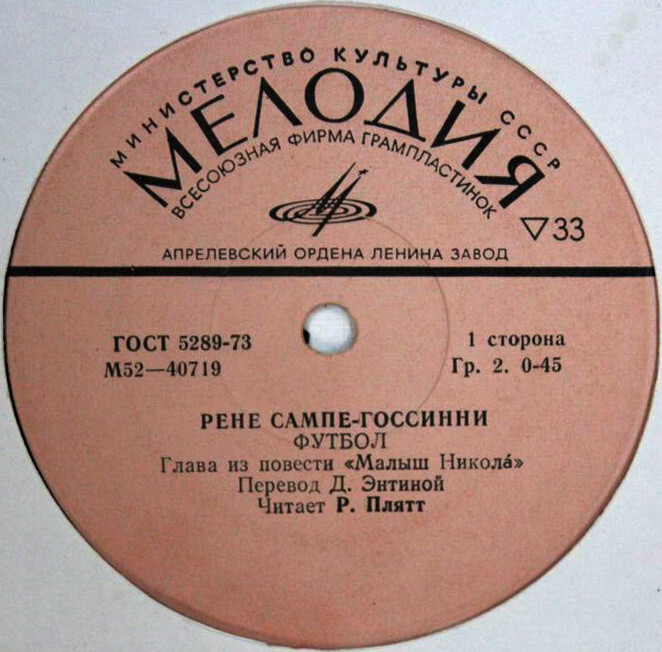 МИНИСТЕРСТВО КУЛЬТУРЫ СССР
МЕЛОДИЯ
ВСЕСОЮЗНАЯ ФИРМА ГРАМПЛАСТИНОК
▽33
АПРЕЛЕВСКИЙ ОРДЕНА ЛЕНИНА ЗАВОД
ГОСТ 5289-73
1 сторона
М52—40719
Гр. 2. 0-45
РЕНЕ САМПЕ-ГОССИННИ
ФУТБОЛ
Глава из повести «Малыш Никола́»
Перевод Д. Энтиной
Читает Р. Плятт